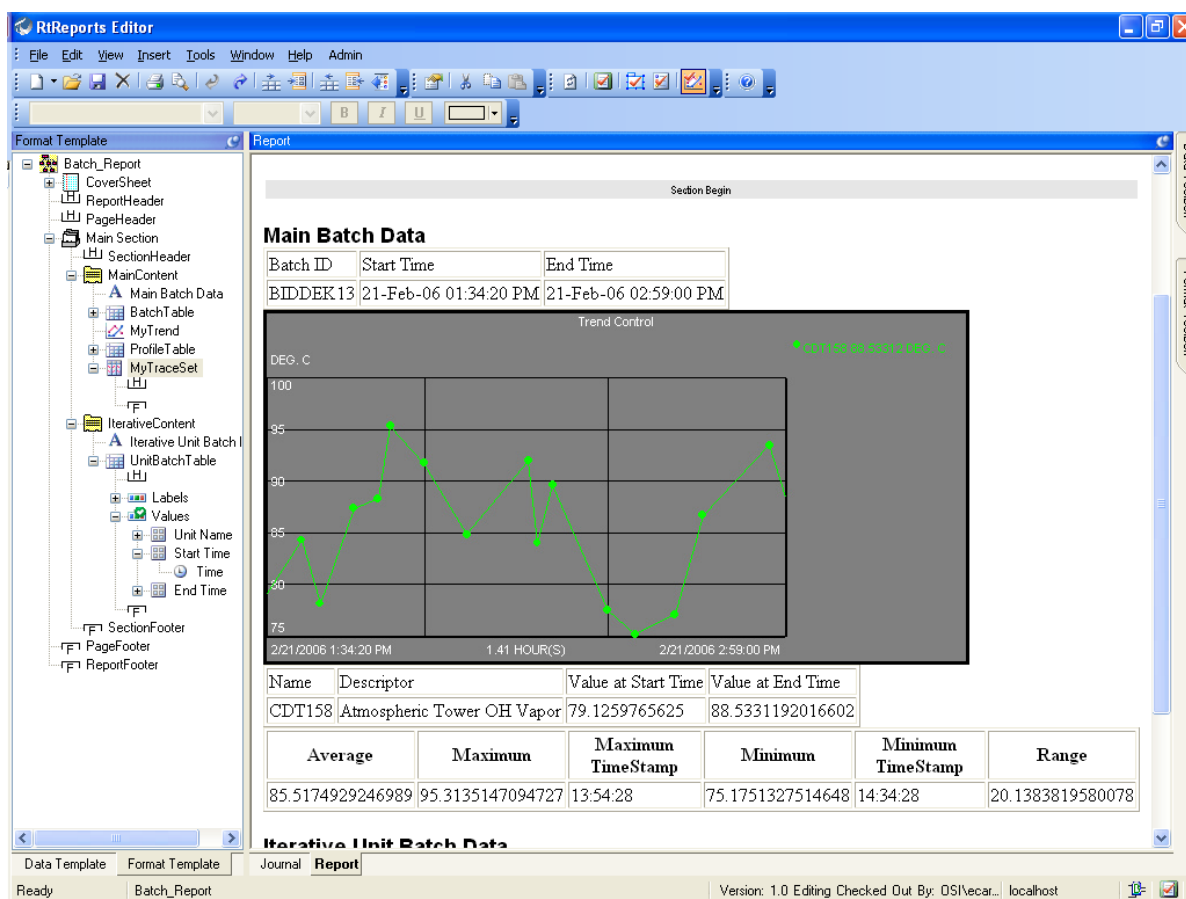 RtReports Editor
File Edit View Insert Tools Window Help Admin
B I U
Format Template
Report
Batch_Report
CoverSheet
ReportHeader
PageHeader
Main Section
SectionHeader
MainContent
A Main Batch Data
BatchTable
MyTrend
ProfileTable
MyTraceSet
H
F
IterativeContent
A Iterative Unit Batch I
UnitBatchTable
H
Labels
Values
Unit Name
Start Time
Time
End Time
F
SectionFooter
PageFooter
ReportFooter
Section Begin
Main Batch Data
Batch ID Start Time End Time
BIDDEK13 21-Feb-06 01:34:20 PM 21-Feb-06 02:59:00 PM
Trend Control
CDT158 88.53312 DEG. C
DEG. C
100
95
90
85
80
75
2/21/2006 1:34:20 PM 1.41 HOUR(S) 2/21/2006 2:59:00 PM
Name Descriptor Value at Start Time Value at End Time
CDT158 Atmospheric Tower OH Vapor 79.1259765625 88.5331192016602
Average Maximum Maximum TimeStamp Minimum Minimum TimeStamp Range
85.5174929246989 95.3135147094727 13:54:28 75.1751327514648 14:34:28 20.1383819580078
Iterative Unit Batch Data
Data Template Format Template
Journal Report
Ready Batch_Report Version: 1.0 Editing Checked Out By: OSI\ecar... localhost